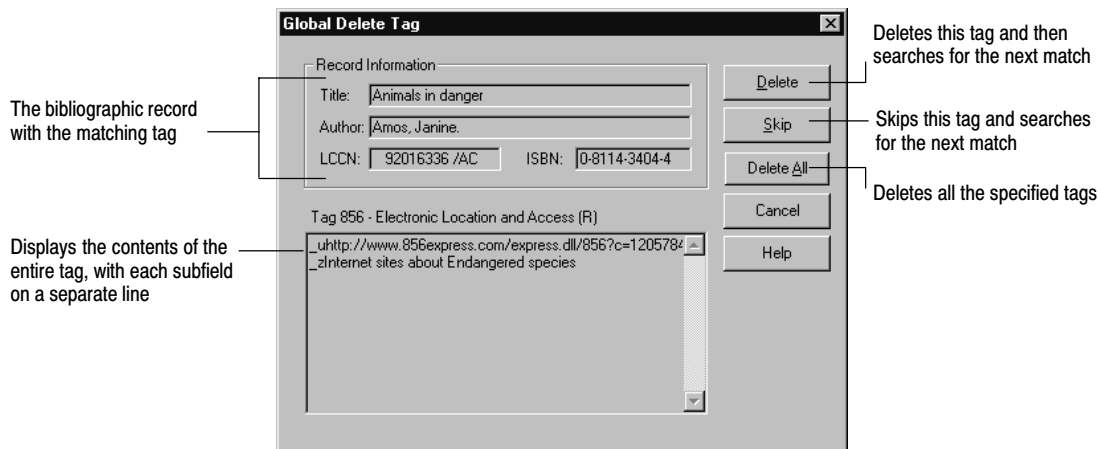 Global Delete Tag
Record Information
Title: Animals in danger
Author: Amos, Janine.
LCCN: 92016336 /AC ISBN: 0-8114-3404-4
Tag 856 - Electronic Location and Access (R)
_uhttp://www.856express.com/express.dll/856?c=1205784
_zInternet sites about Endangered species
Delete
Skip
Delete All
Cancel
Help
The bibliographic record
with the matching tag
Displays the contents of the
entire tag, with each subfield
on a separate line
Deletes this tag and then
searches for the next match
Skips this tag and searches
for the next match
Deletes all the specified tags